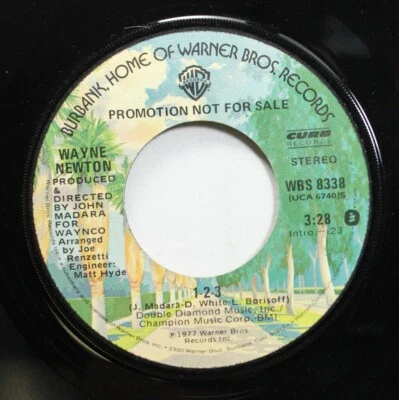 BURBANK, HOME OF WARNER BROS. RECORDS
PROMOTION NOT FOR SALE
WAYNE
NEWTON
PRODUCED
&
DIRECTED
BY JOHN
MADARA
FOR
WAYNCO
Arranged
by Joe
Renzetti
Engineer:
Matt Hyde
CURB
RECORDS
STEREO
WBS 8338
(UCA 6740)S
3:28
Intro.-:23
1-2-3
(J. Madara-D. White-L. Borisoff)
Double Diamond Music, Inc./
Champion Music Corp.-BMI
℗1977 Warner Bros.
Records Inc.